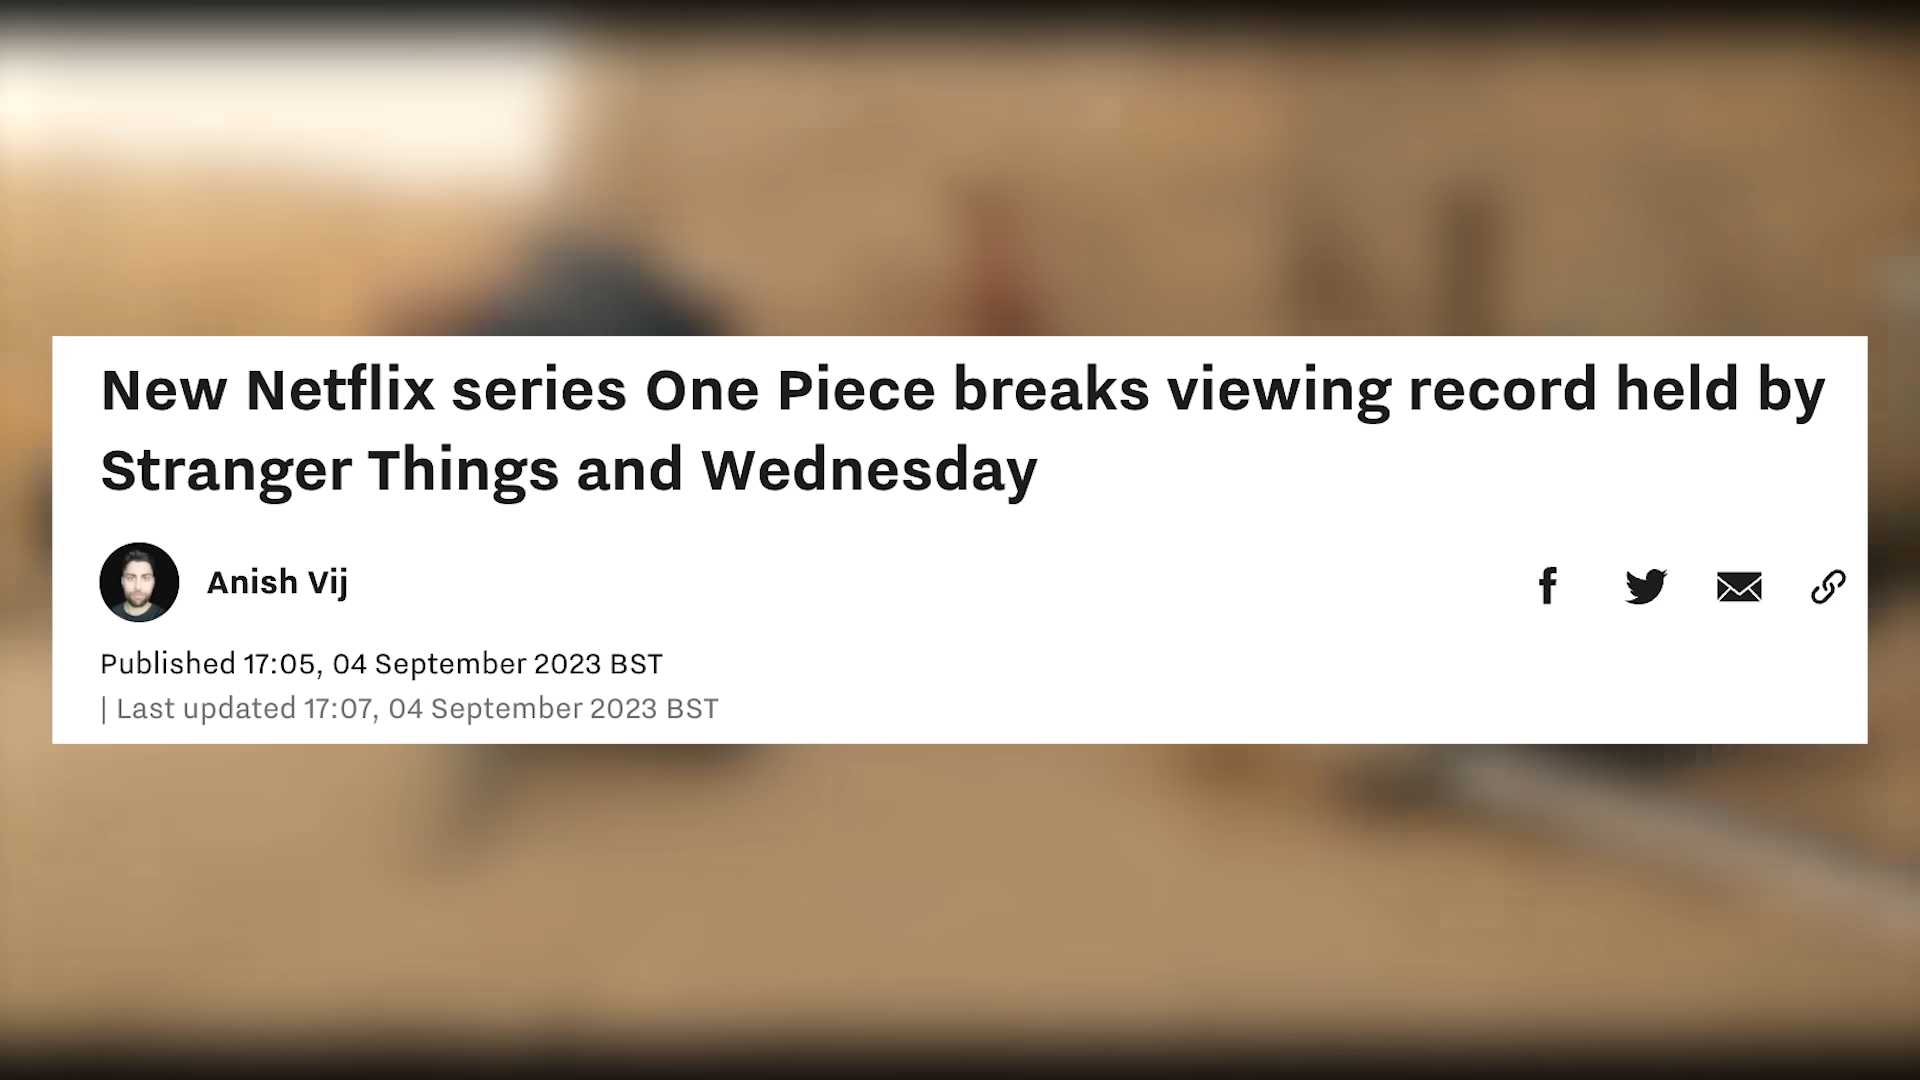 New Netflix series One Piece breaks viewing record held by
Stranger Things and Wednesday
Anish Vij
Published 17:05, 04 September 2023 BST
| Last updated 17:07, 04 September 2023 BST